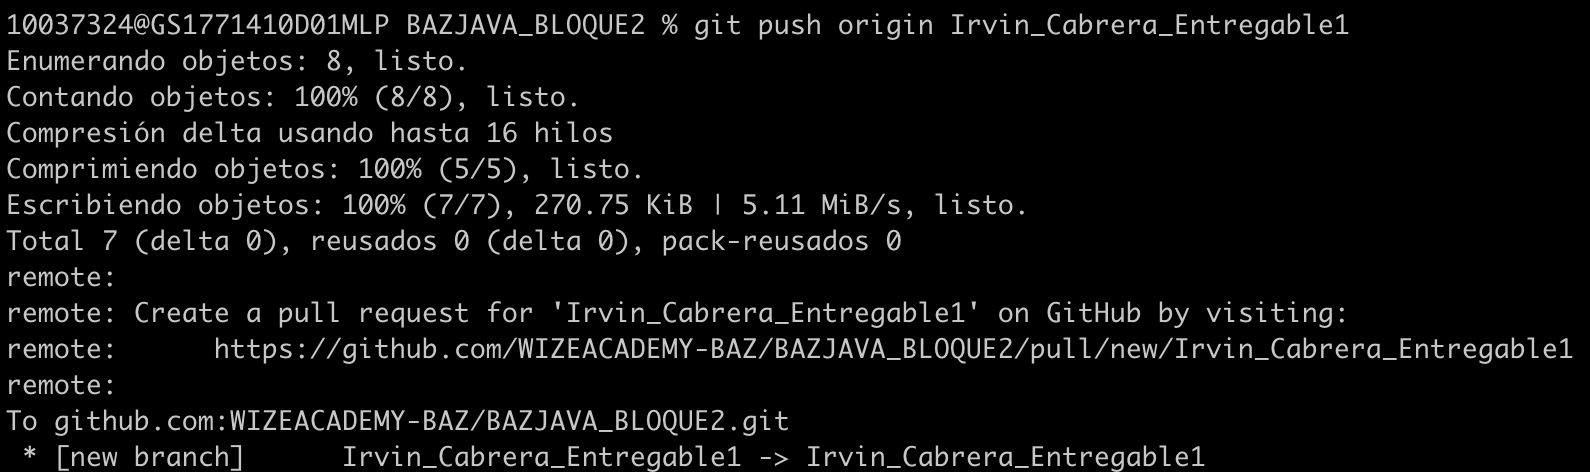 10037324@GS1771410D01MLP BAZJAVA_BLOQUE2 % git push origin Irvin_Cabrera_Entregable1
Enumerando objetos: 8, listo.
Contando objetos: 100% (8/8), listo.
Compresión delta usando hasta 16 hilos
Comprimiendo objetos: 100% (5/5), listo.
Escribiendo objetos: 100% (7/7), 270.75 KiB | 5.11 MiB/s, listo.
Total 7 (delta 0), reusados 0 (delta 0), pack-reusados 0
remote:
remote: Create a pull request for 'Irvin_Cabrera_Entregable1' on GitHub by visiting:
remote:      https://github.com/WIZEACADEMY-BAZ/BAZJAVA_BLOQUE2/pull/new/Irvin_Cabrera_Entregable1
remote:
To github.com:WIZEACADEMY-BAZ/BAZJAVA_BLOQUE2.git
 * [new branch]      Irvin_Cabrera_Entregable1 -> Irvin_Cabrera_Entregable1